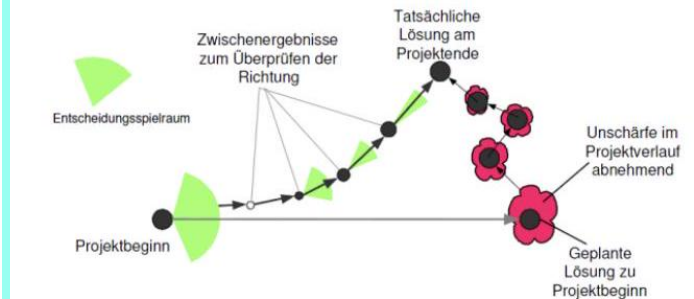 Tatsächliche
Lösung am
Projektende
Zwischenergebnisse
zum Überprüfen der
Richtung
Entscheidungsspielraum
Unschärfe im
Projektverlauf
abnehmend
Projektbeginn
Geplante
Lösung zu
Projektbeginn